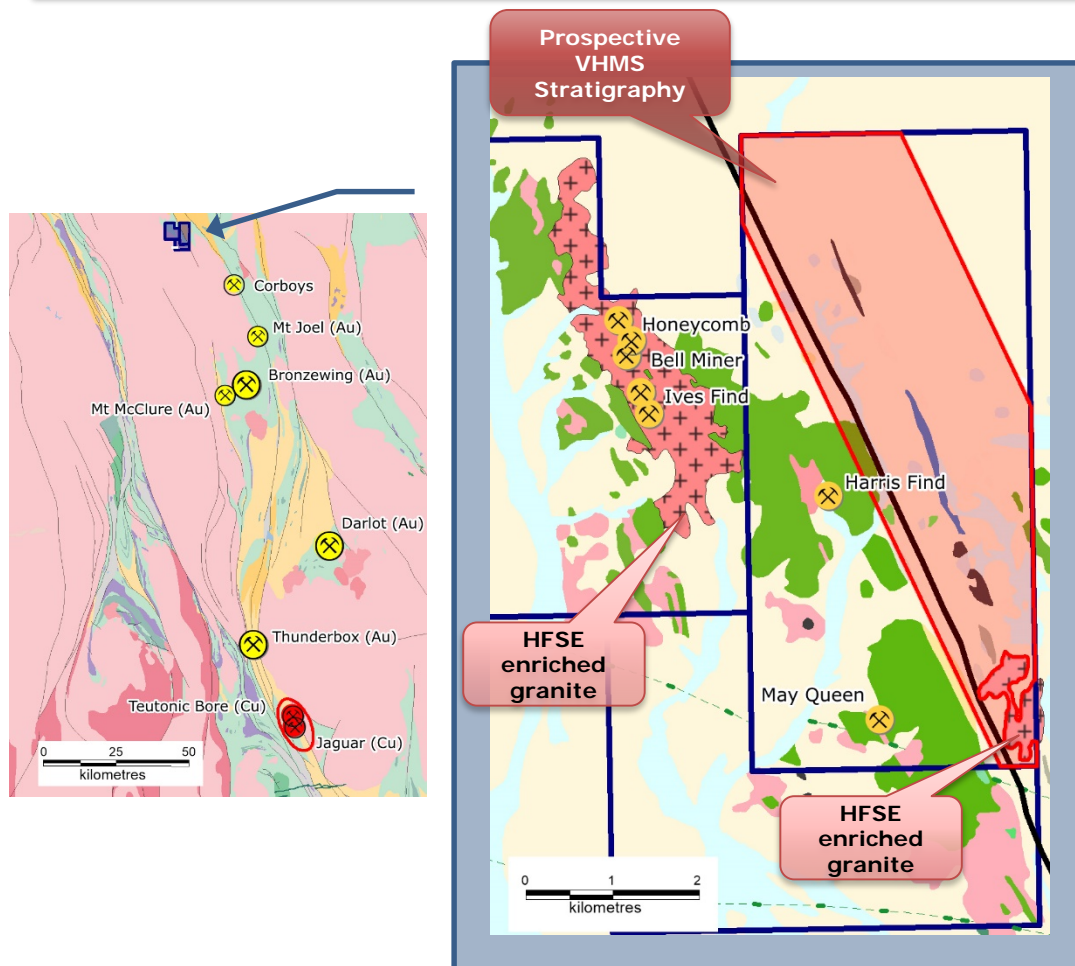 Prospective
VHMS
Stratigraphy
Corboys
Mt Joel (Au)
Bronzewing (Au)
Mt McClure (Au)
Darlot (Au)
Thunderbox (Au)
Teutonic Bore (Cu)
Jaguar (Cu)
0 25 50
kilometres
Honeycomb
Bell Miner
Ives Find
Harris Find
HFSE
enriched
granite
May Queen
HFSE
enriched
granite
0 1 2
kilometres